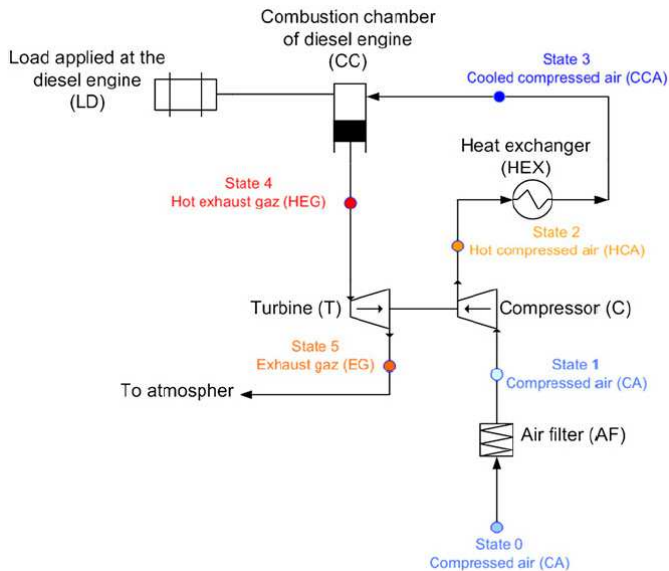 Combustion chamber
of diesel engine
(CC)
Load applied at the
diesel engine
(LD)
State 3
Cooled compressed air (CCA)
Heat exchanger
(HEX)
State 4
Hot exhaust gaz (HEG)
State 2
Hot compressed air (HCA)
Turbine (T)
Compressor (C)
State 5
Exhaust gaz (EG)
State 1
Compressed air (CA)
To atmospher
Air filter (AF)
State 0
Compressed air (CA)